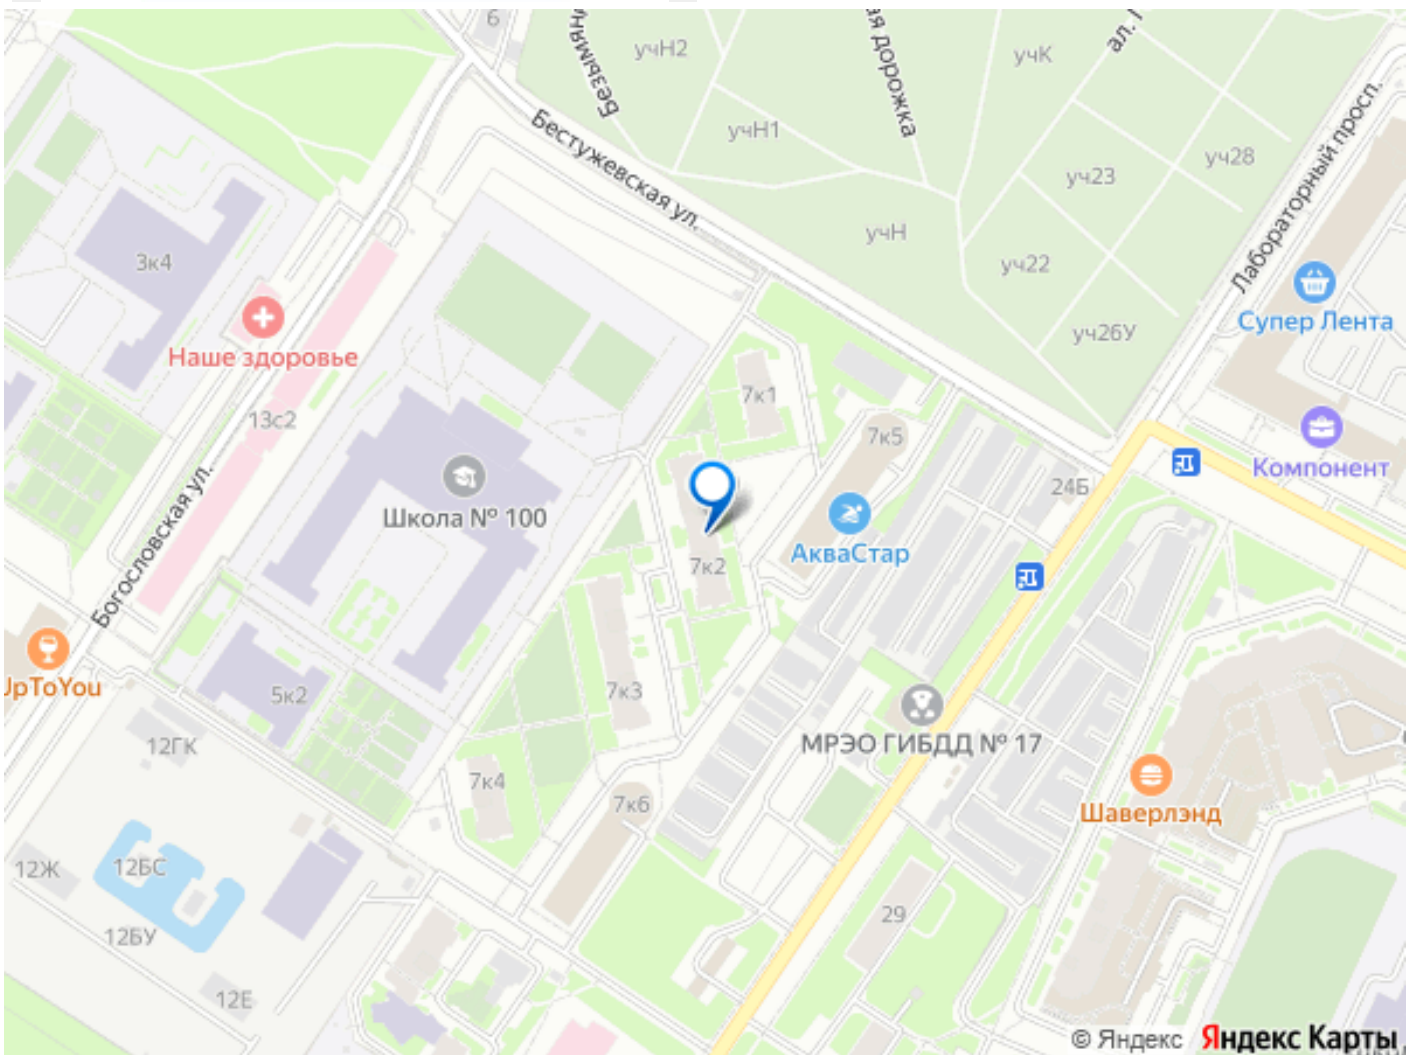 6
Безымян
ая дорожка
ал.
учН2
учК
учН1
Бестужевская ул.
Лабораторный просп.
уч28
уч23
учН
3к4
уч22
Супер Лента
уч26У
Наше здоровье
7к1
13с2
7к5
Компонент
24Б
Школа № 100
АкваСтар
7к2
Богословская ул.
UpToYou
5к2
7к3
12ГК
МРЭО ГИБДД № 17
7к4
7к6
Шаверлэнд
12Ж
12БС
29
12БУ
12Е
© Яндекс Яндекс Карты